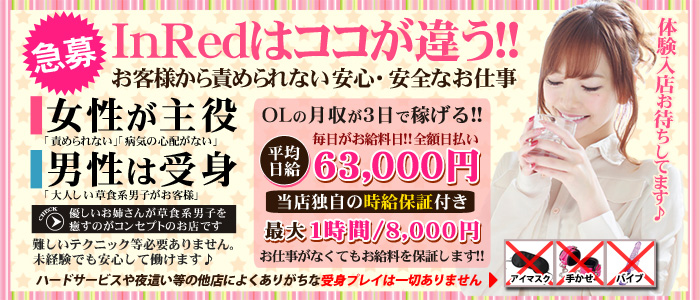 急募
InRedはココが違う!!
お客様から責められない安心・安全なお仕事
女性が主役
「責められない」「病気の心配がない」
男性は受身
「大人しい草食系男子がお客様」
CHECK
優しいお姉さんが草食系男子を
癒すのがコンセプトのお店です
難しいテクニック等必要ありません。
未経験でも安心して働けます♪
OLの月収が3日で稼げる!!
毎日がお給料日!!全額日払い
平均
日給
63,000円
当店独自の時給保証付き
最大1時間/8,000円
お仕事がなくてもお給料を保証します!!
体験入店お待ちしてます♪
ハードサービスや夜這い等の他店によくありがちな受身プレイは一切ありません
アイマスク
手かせ
バイブ